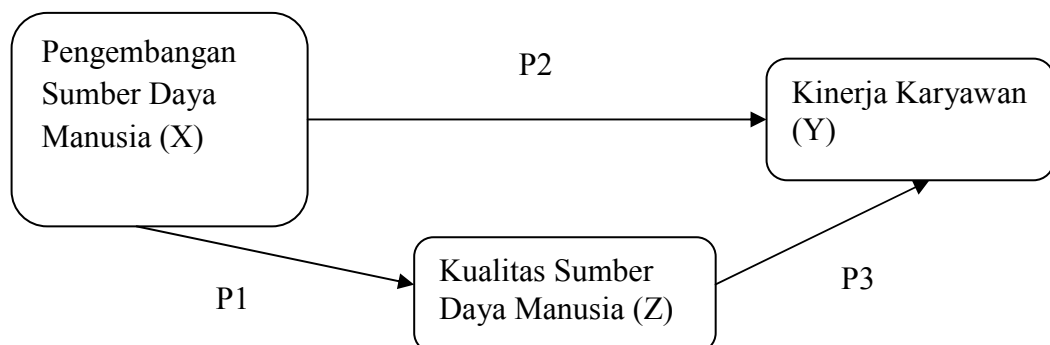 Pengembangan
Sumber Daya
Manusia (X)
P2
Kinerja Karyawan
(Y)
P1
Kualitas Sumber
Daya Manusia (Z)
P3